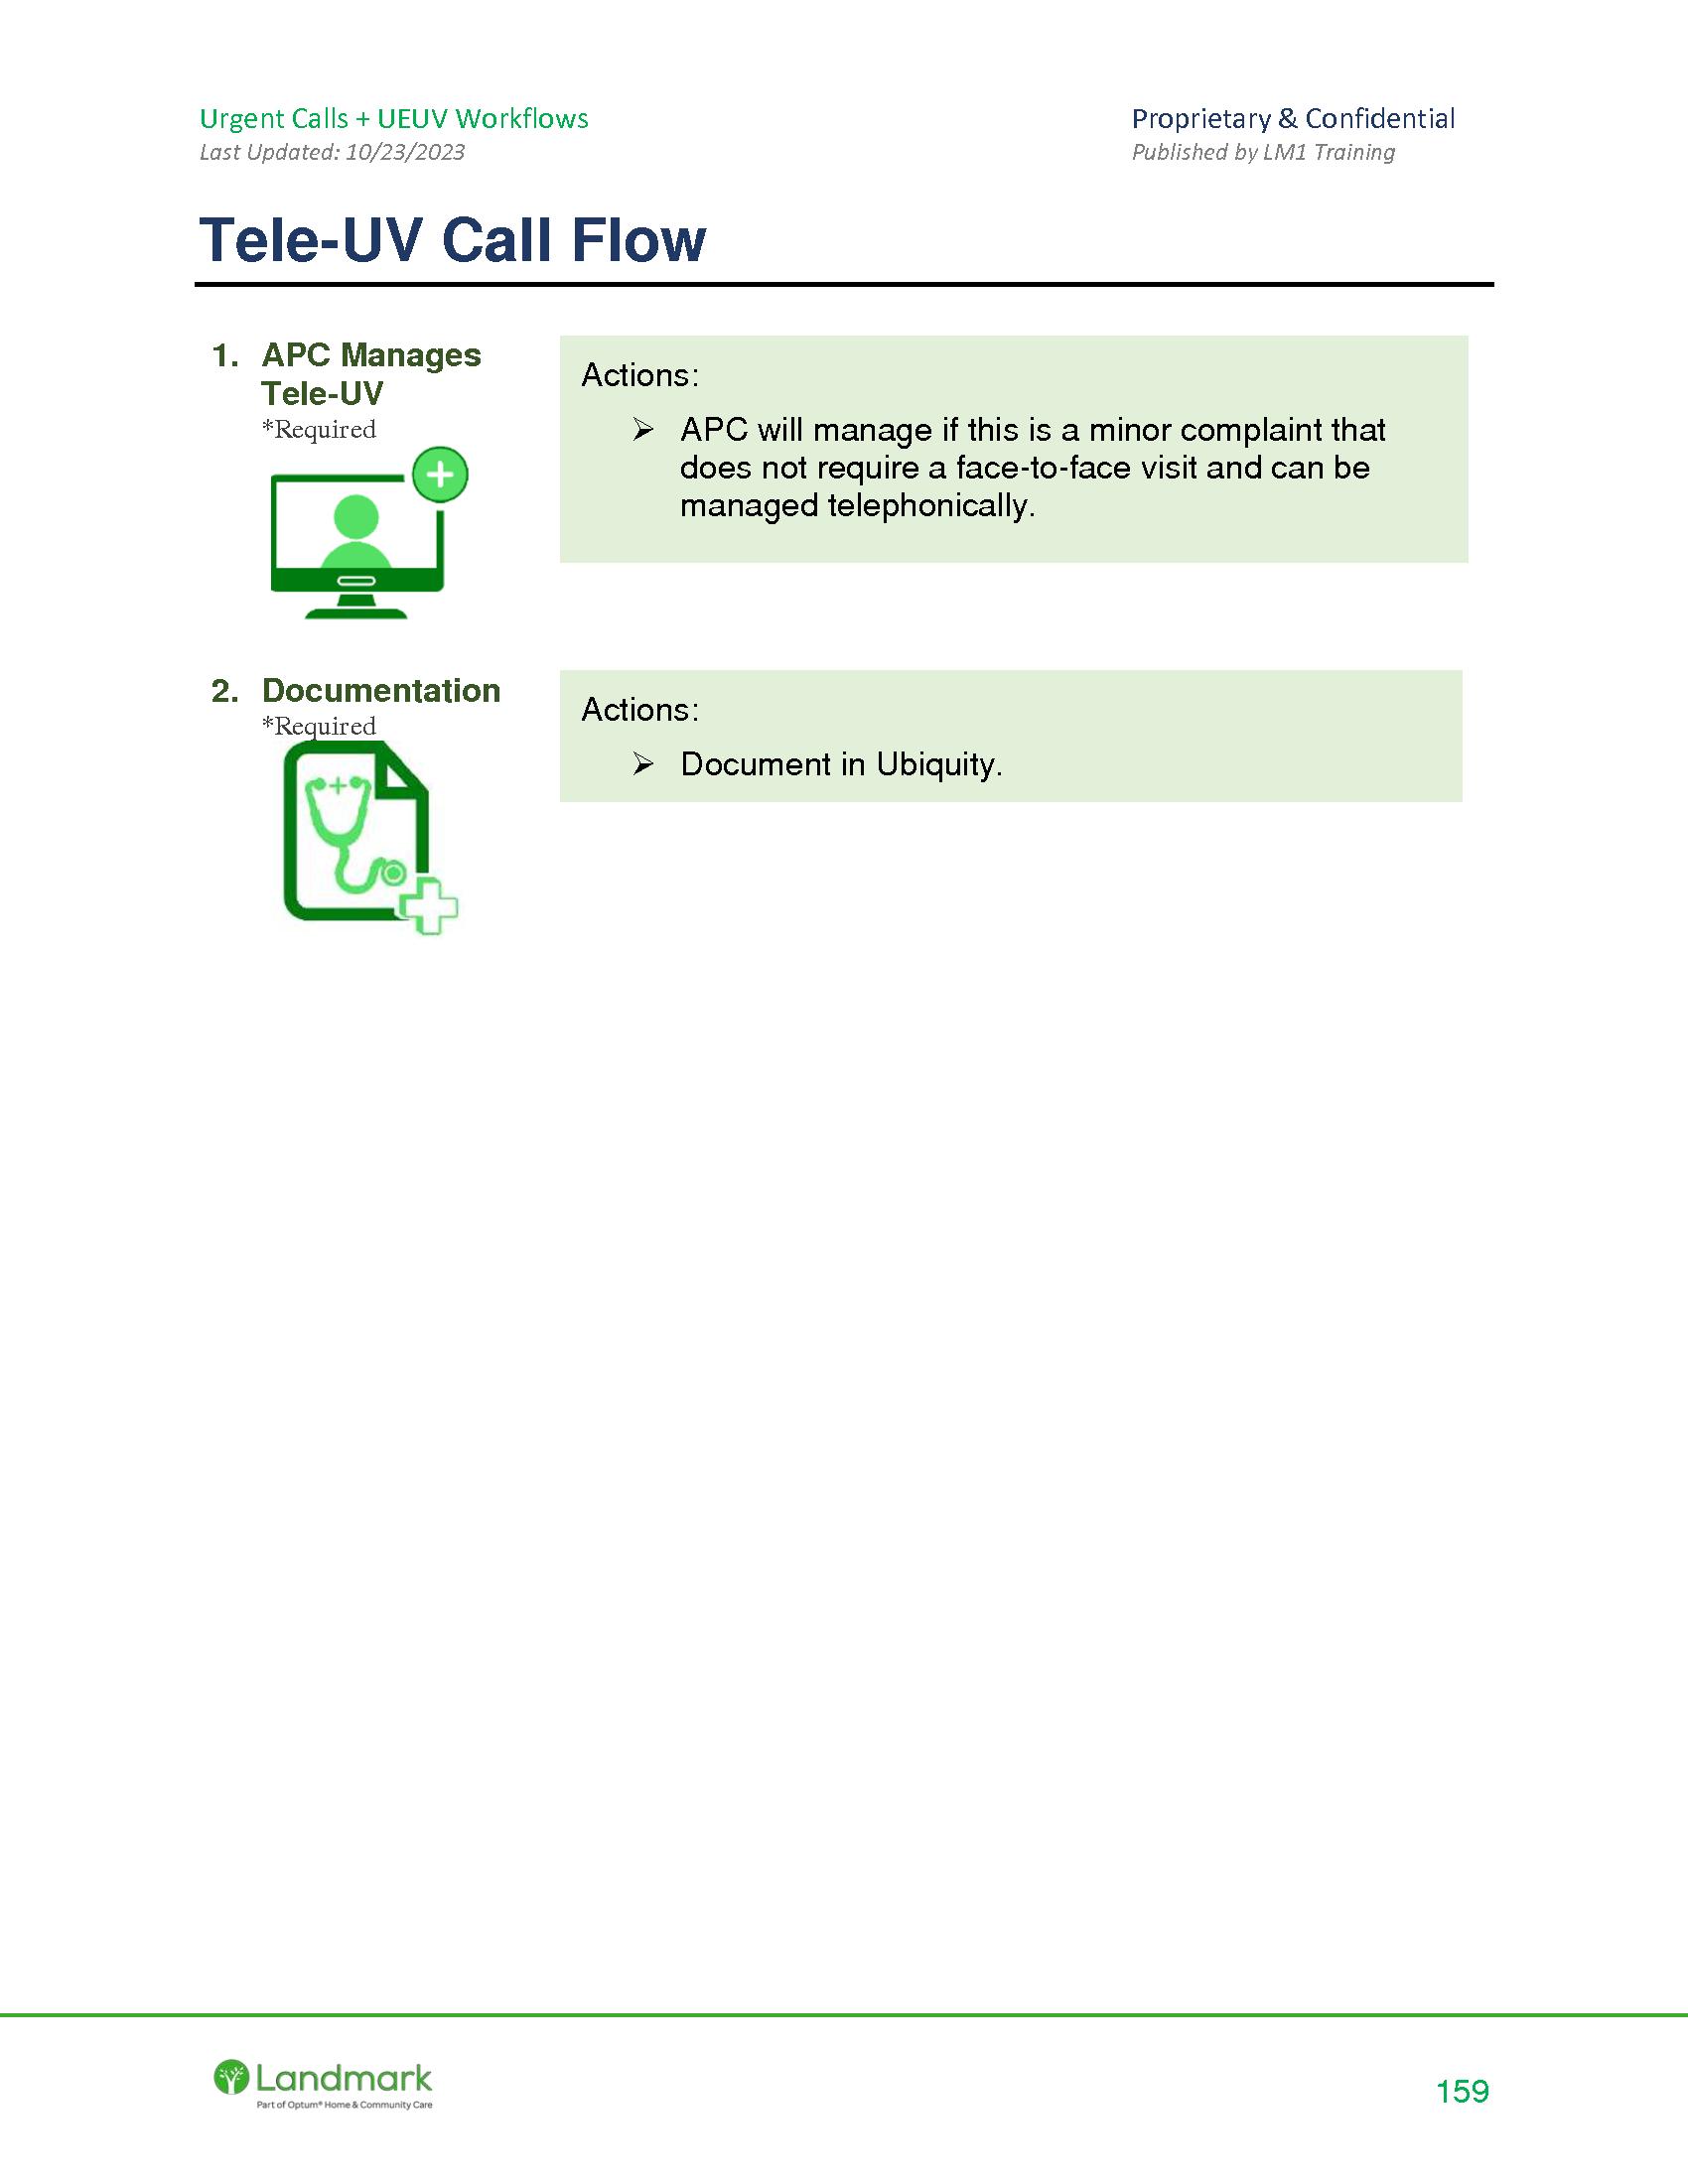 Urgent Calls + UEUV Workflows
Proprietary & Confidential
Last Updated: 10/23/2023
Published by LM1 Training
Tele-UV Call Flow
1. APC Manages
Tele-UV
*Required
Actions:
➢ APC will manage if this is a minor complaint that
does not require a face-to-face visit and can be
managed telephonically.
2. Documentation
*Required
Actions:
➢ Document in Ubiquity.
Landmark
Part of Optum® Home & Community Care
159